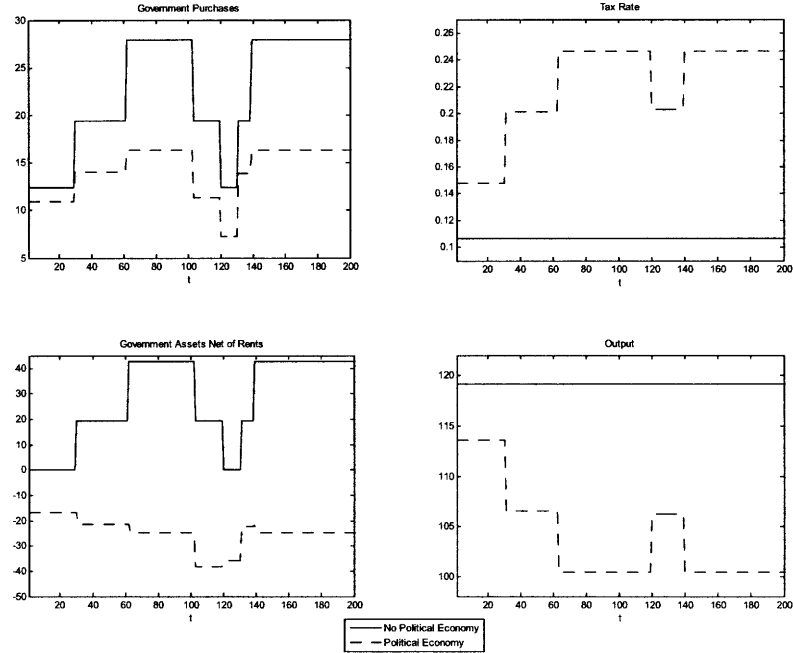 Government Purchases
30
25
20
15
10
5
20 40 60 80 100 120 140 160 180 200
t
Tax Rate
0.26
0.24
0.22
0.2
0.18
0.16
0.14
0.12
0.1
20 40 60 80 100 120 140 160 180 200
t
Government Assets Net of Rents
40
30
20
10
0
-10
-20
-30
-40
-50
20 40 60 80 100 120 140 160 180 200
t
Output
120
115
110
105
100
20 40 60 80 100 120 140 160 180 200
t
No Political Economy
Political Economy